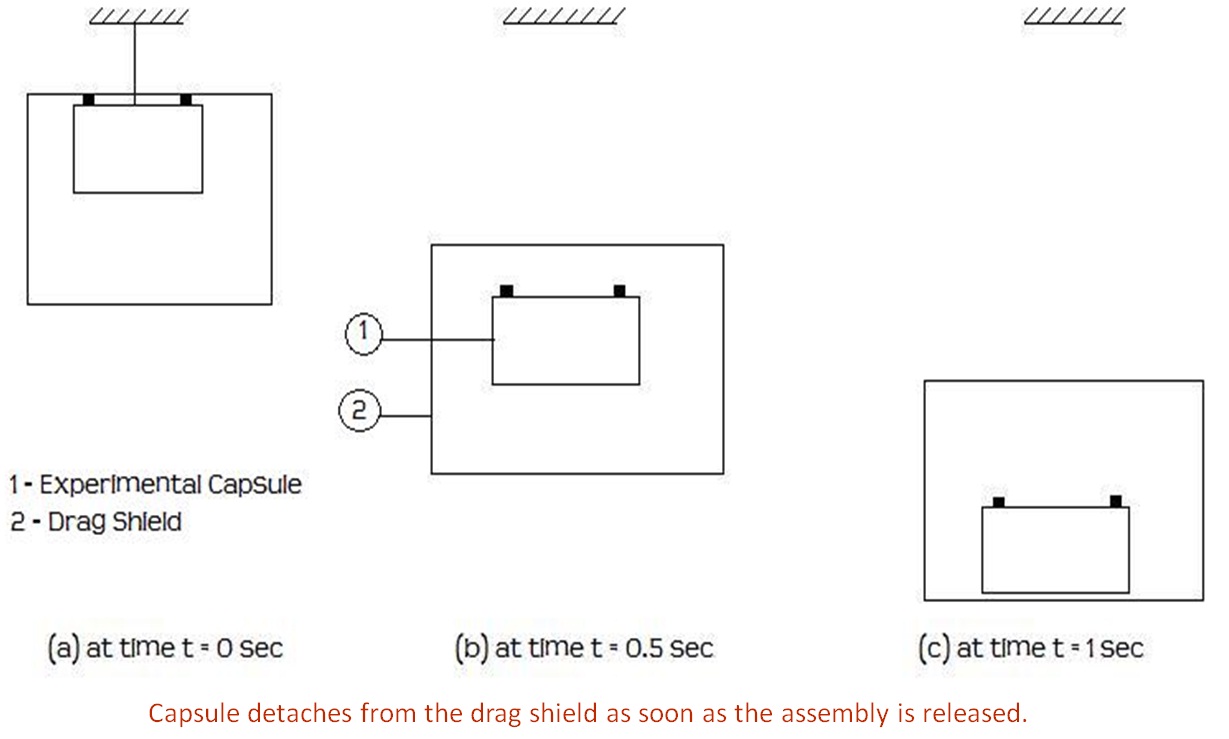 1
2
1 - Experimental Capsule
2 - Drag Shield
(a) at time t = 0 sec
(b) at time t = 0.5 sec
(c) at time t = 1 sec
Capsule detaches from the drag shield as soon as the assembly is released.